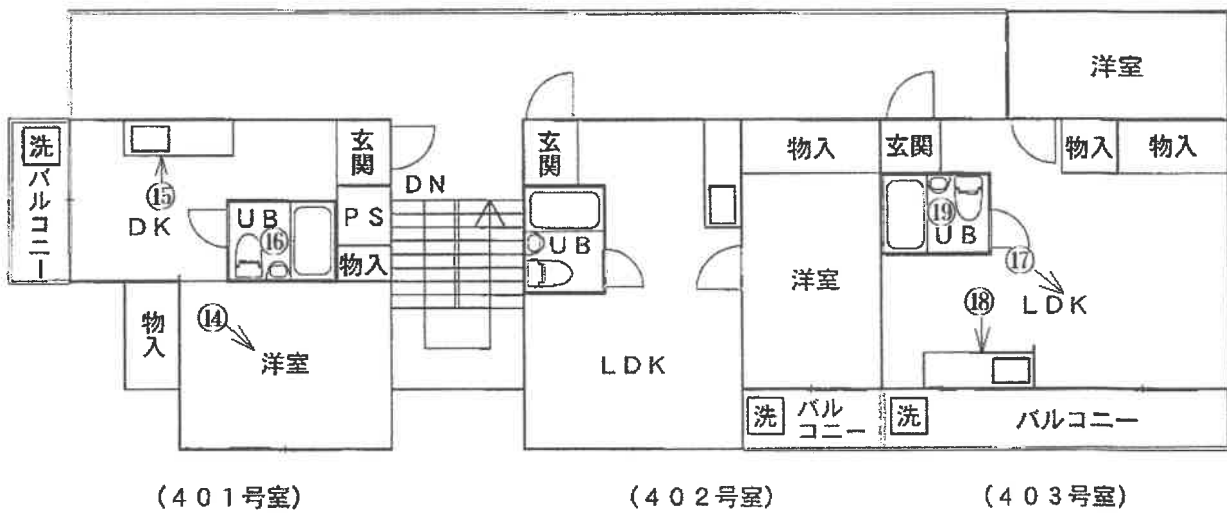 洋室
洗
バルコニー
⑮
DK
玄関
UB
⑯
PS
物入
DN
物入
⑭
洋室
玄関
UB
LDK
物入
洋室
洗
バル
コニー
玄関
⑲
UB
物入
物入
⑰
LDK
⑱
洗
バルコニー
(401号室)
(402号室)
(403号室)